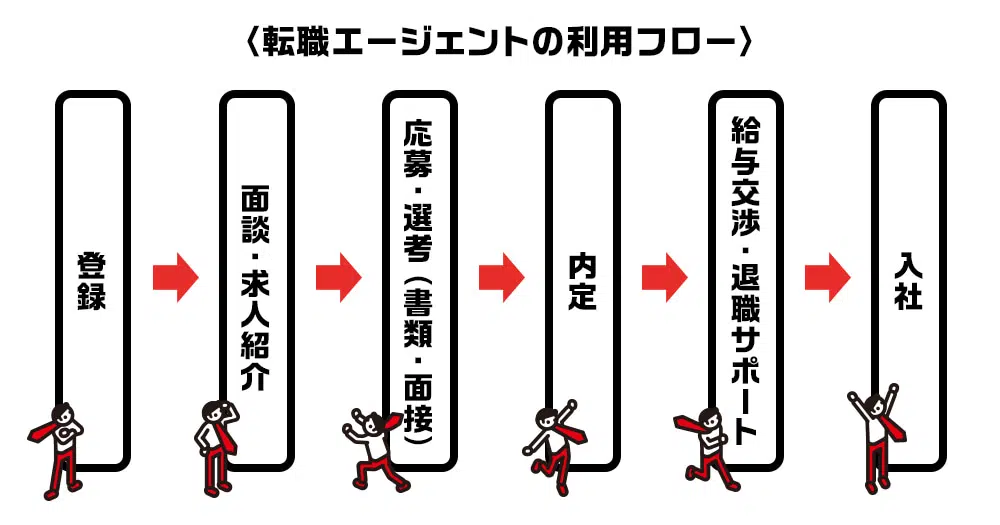 〈転職エージェントの利用フロー〉
登録
面談・求人紹介
応募・選考（書類・面接）
内定
給与交渉・退職サポート
入社